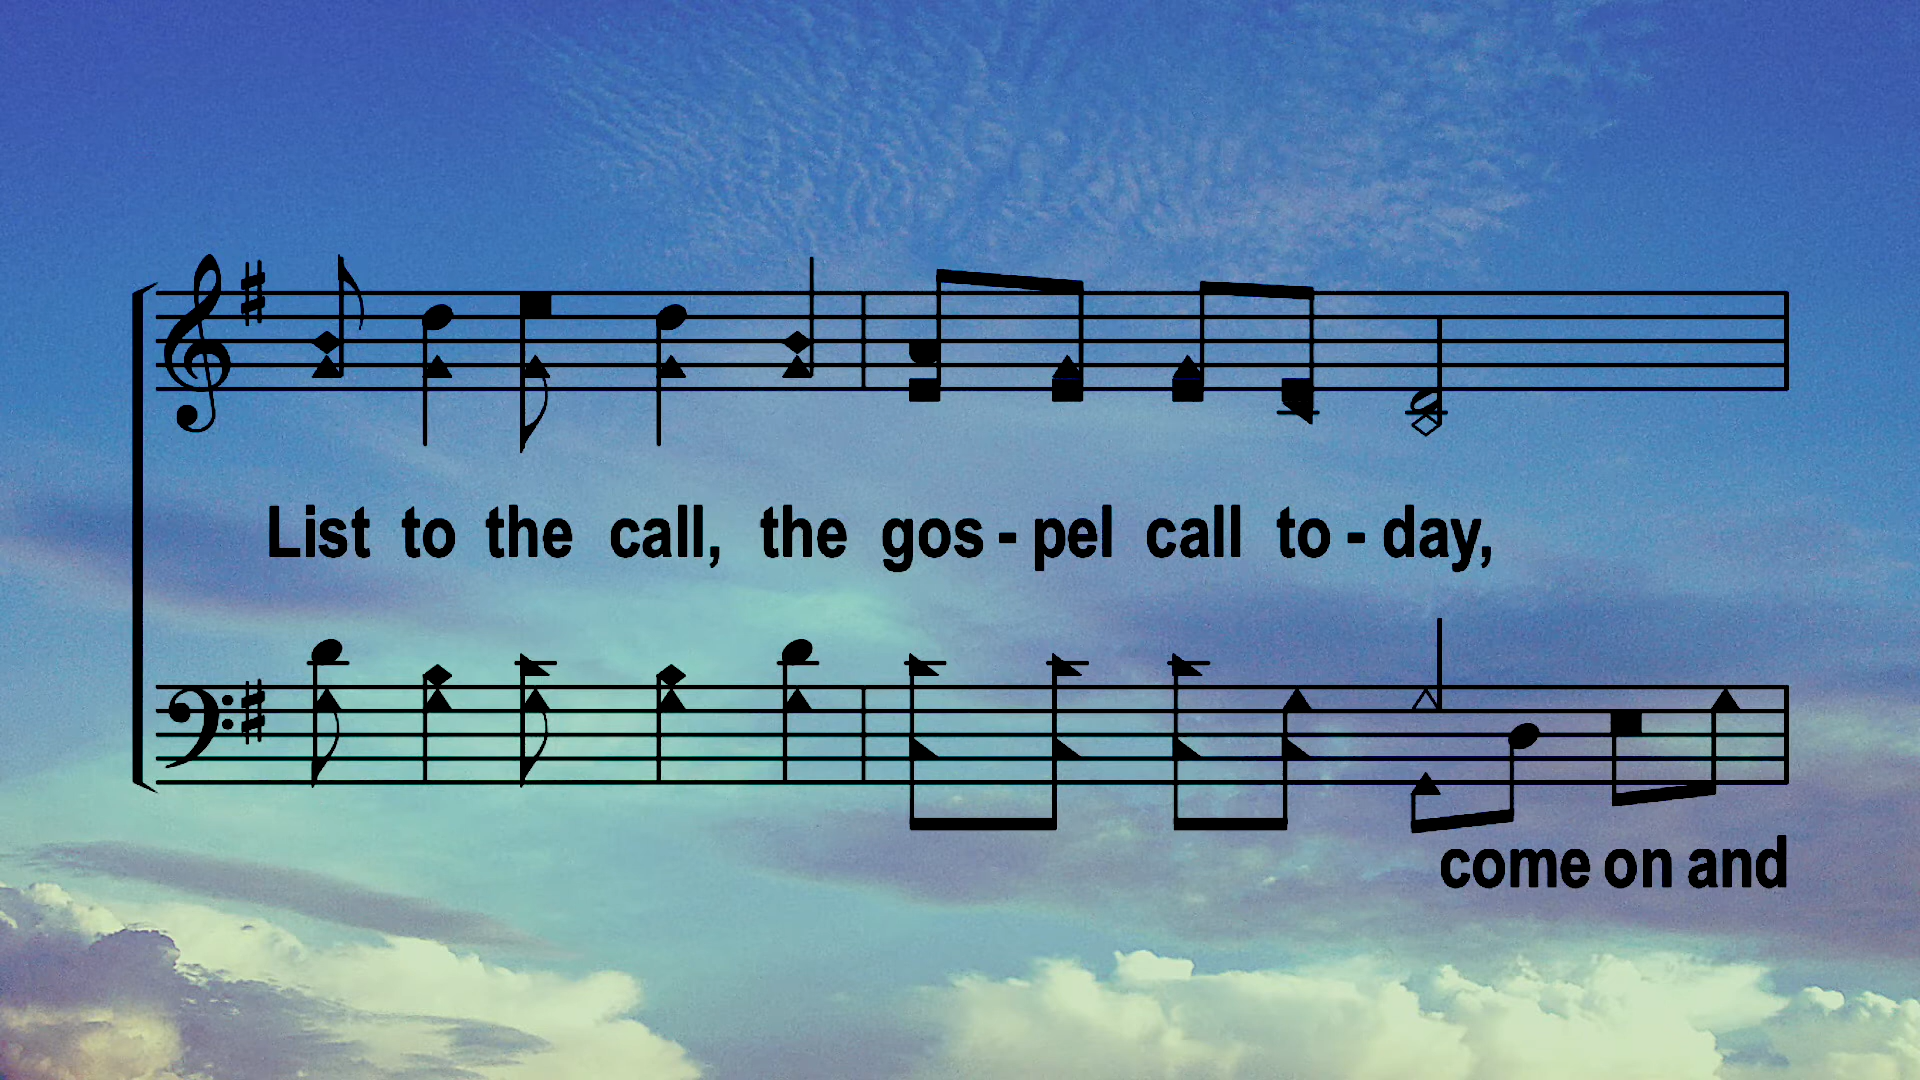 List to the call, the gos - pel call to - day,
come on and